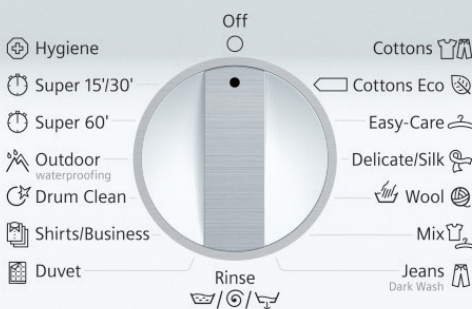 Off
Hygiene
Super 15'/30'
Super 60'
Outdoor
waterproofing
Drum Clean
Shirts/Business
Duvet
Rinse
/ /
Cottons
Cottons Eco
Easy-Care
Delicate/Silk
Wool
Mix
Jeans
Dark Wash